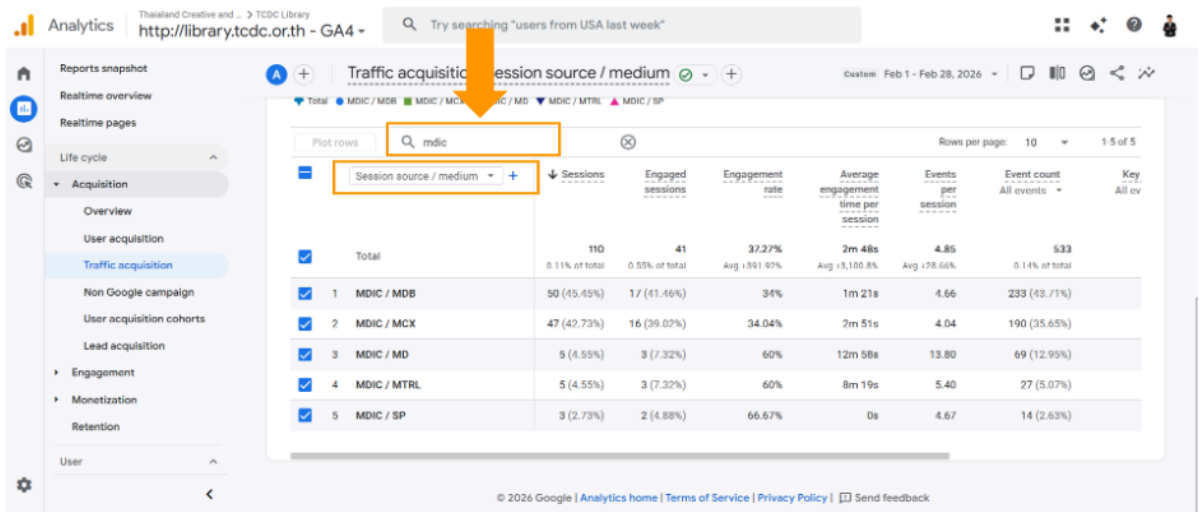 Analytics
Thailand Creative and ... > TCDC Library
http://library.tcdc.or.th - GA4
Try searching "users from USA last week"
Reports snapshot
Realtime overview
Realtime pages
Life cycle
Acquisition
Overview
User acquisition
Traffic acquisition
Non Google campaign
User acquisition cohorts
Lead acquisition
Engagement
Monetization
Retention
User
A
Traffic acquisition session source / medium
Custom Feb 1 - Feb 28, 2026
Total MDIC / MDB MDIC / MCX MDIC / MD MDIC / MTRL MDIC / SP
Plot rows mdic Rows per page: 10 1-5 of 5
Session source / medium + Sessions Engaged sessions Engagement rate Average engagement time per session Events per session Event count All events Key All ev
Total 110 41 37.27% 2m 48s 4.85 533
0.11% of total 0.55% of total Avg 0.14% of total
1 MDIC / MDB 50 (45.45%) 17 (41.46%) 34% 1m 21s 4.66 233 (43.71%)
2 MDIC / MCX 47 (42.73%) 16 (39.02%) 34.04% 2m 51s 4.04 190 (35.65%)
3 MDIC / MD 5 (4.55%) 3 (7.32%) 60% 12m 58s 13.80 69 (12.95%)
4 MDIC / MTRL 5 (4.55%) 3 (7.32%) 60% 8m 19s 5.40 27 (5.07%)
5 MDIC / SP 3 (2.73%) 2 (4.88%) 66.67% 0s 4.67 14 (2.63%)
© 2026 Google | Analytics home | Terms of Service | Privacy Policy | Send feedback